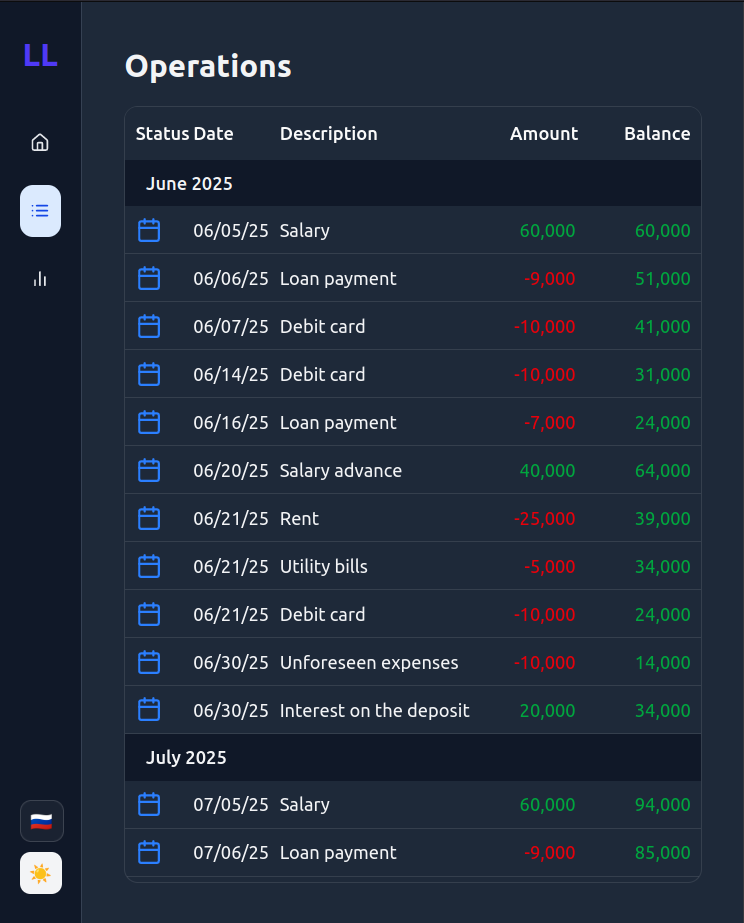 LL
Operations
Status Date Description Amount Balance
June 2025
06/05/25 Salary 60,000 60,000
06/06/25 Loan payment -9,000 51,000
06/07/25 Debit card -10,000 41,000
06/14/25 Debit card -10,000 31,000
06/16/25 Loan payment -7,000 24,000
06/20/25 Salary advance 40,000 64,000
06/21/25 Rent -25,000 39,000
06/21/25 Utility bills -5,000 34,000
06/21/25 Debit card -10,000 24,000
06/30/25 Unforeseen expenses -10,000 14,000
06/30/25 Interest on the deposit 20,000 34,000
July 2025
07/05/25 Salary 60,000 94,000
07/06/25 Loan payment -9,000 85,000